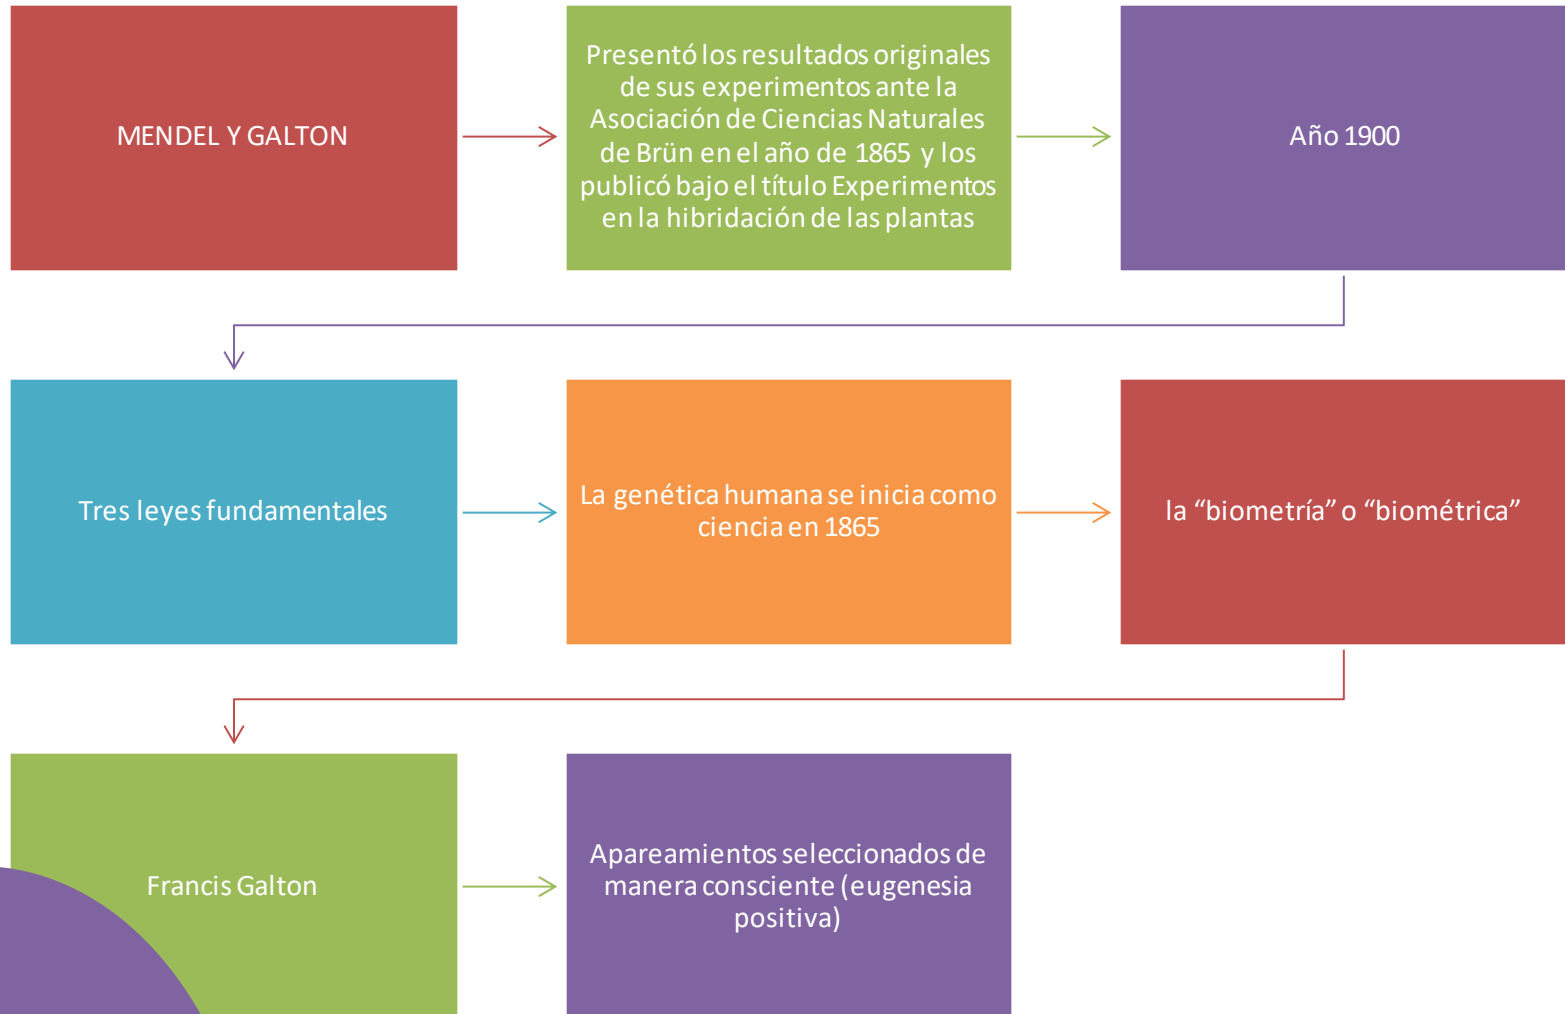 MENDEL Y GALTON
Presentó los resultados originales
de sus experimentos ante la
Asociación de Ciencias Naturales
de Brün en el año de 1865 y los
publicó bajo el título Experimentos
en la hibridación de las plantas
Año 1900
Tres leyes fundamentales
La genética humana se inicia como
ciencia en 1865
la “biometría” o “biométrica”
Francis Galton
Apareamientos seleccionados de
manera consciente (eugenesia
positiva)